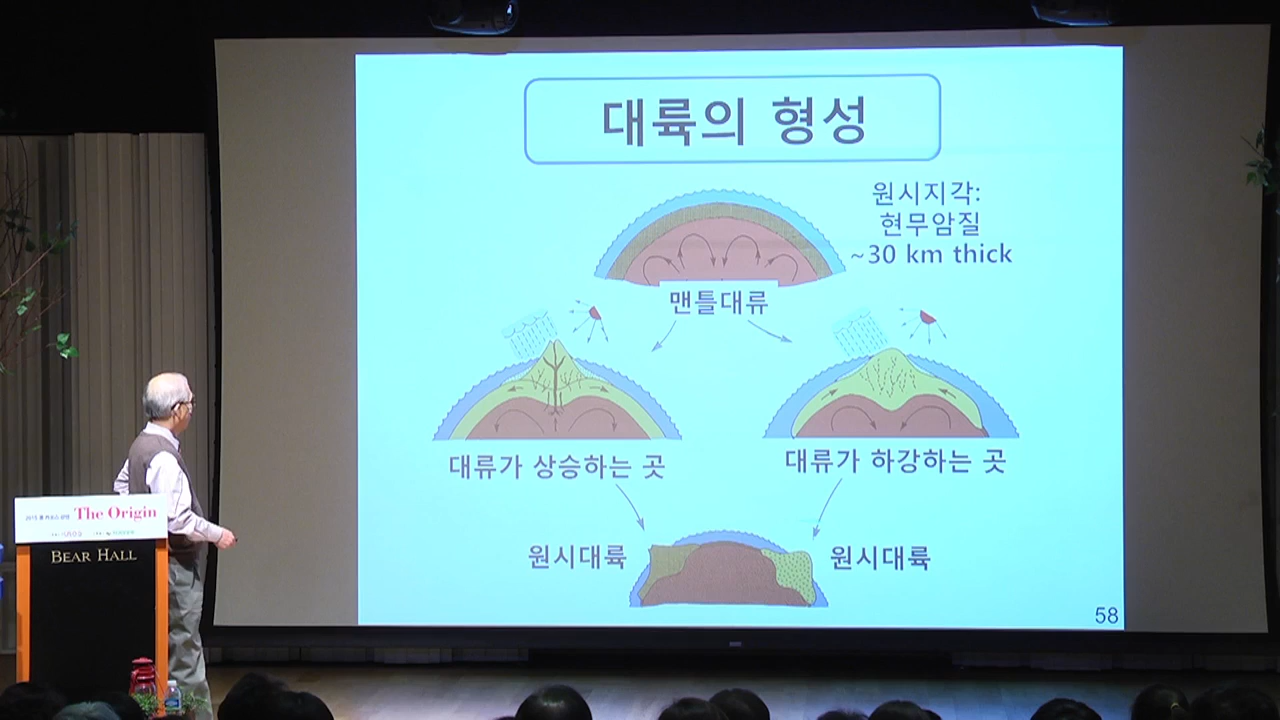 대륙의 형성
원시지각:
현무암질
~30 km thick
맨틀대류
대류가 상승하는 곳
대류가 하강하는 곳
원시대륙
원시대륙
58
The Origin
BEAR HALL